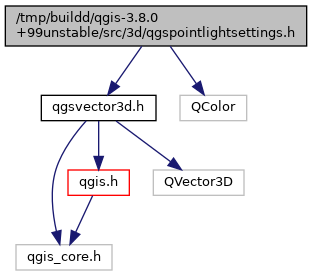 /tmp/buildd/qgis-3.8.0
+99unstable/src/3d/qgspointlightsettings.h
qgsvector3d.h
QColor
qgis.h
QVector3D
qgis_core.h